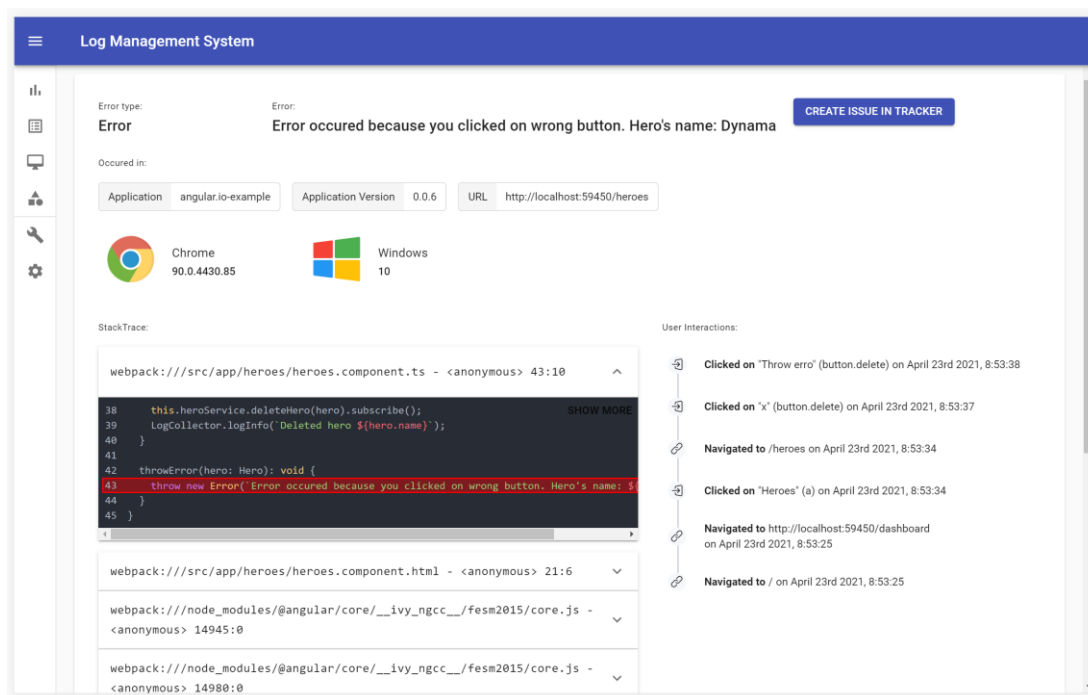 Log Management System
Error type:
Error
Error:
Error occured because you clicked on wrong button. Hero's name: Dynama
CREATE ISSUE IN TRACKER
Occured in:
Application angular.io-example
Application Version 0.0.6
URL http://localhost:59450/heroes
Chrome
90.0.4430.85
Windows
10
StackTrace:
webpack:///src/app/heroes/heroes.component.ts - <anonymous> 43:10
SHOW MORE
38 this.heroService.deleteHero(hero).subscribe();
39 LogCollector.logInfo(`Deleted hero ${hero.name}`);
40 }
41
42 throwError(hero: Hero): void {
43 throw new Error(`Error occured because you clicked on wrong button. Hero's name: ${
44 }
45 }
webpack:///src/app/heroes/heroes.component.html - <anonymous> 21:6
webpack:///node_modules/@angular/core/__ivy_ngcc__/fesm2015/core.js -
<anonymous> 14945:0
webpack:///node_modules/@angular/core/__ivy_ngcc__/fesm2015/core.js -
<anonymous> 14980:0
User Interactions:
Clicked on "Throw erro" (button.delete) on April 23rd 2021, 8:53:38
Clicked on "x" (button.delete) on April 23rd 2021, 8:53:37
Navigated to /heroes on April 23rd 2021, 8:53:34
Clicked on "Heroes" (a) on April 23rd 2021, 8:53:34
Navigated to http://localhost:59450/dashboard
on April 23rd 2021, 8:53:25
Navigated to / on April 23rd 2021, 8:53:25